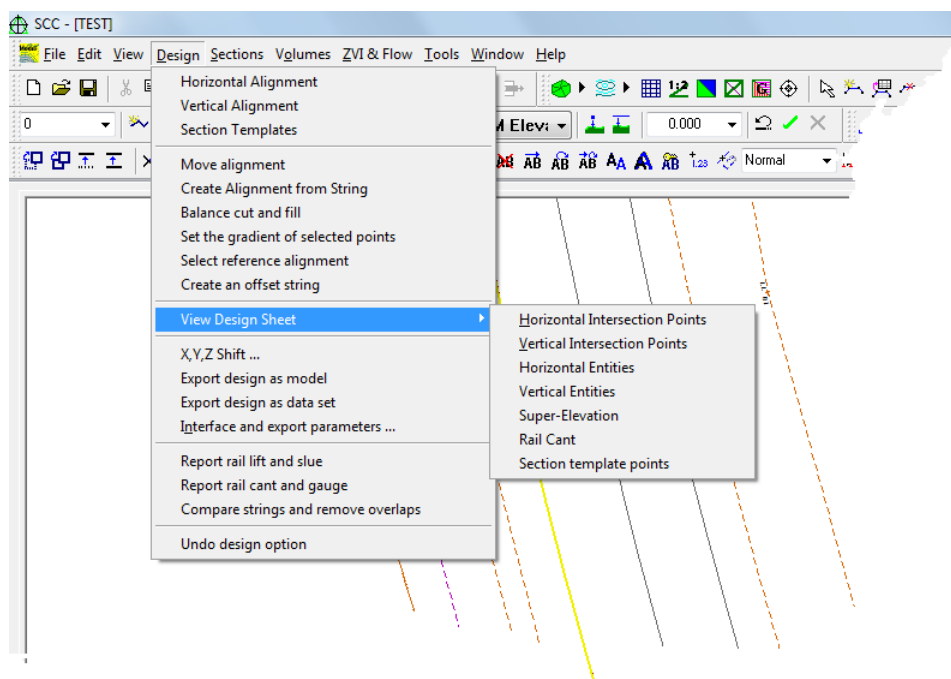 SCC - [TEST]
File Edit View Design Sections Volumes ZVI & Flow Tools Window Help
1:2
0
0.000
AB AB AB AA A AB 1.23 Normal
Horizontal Alignment
Vertical Alignment
Section Templates
Move alignment
Create Alignment from String
Balance cut and fill
Set the gradient of selected points
Select reference alignment
Create an offset string
View Design Sheet
X,Y,Z Shift ...
Export design as model
Export design as data set
Interface and export parameters ...
Report rail lift and slue
Report rail cant and gauge
Compare strings and remove overlaps
Undo design option
Horizontal Intersection Points
Vertical Intersection Points
Horizontal Entities
Vertical Entities
Super-Elevation
Rail Cant
Section template points